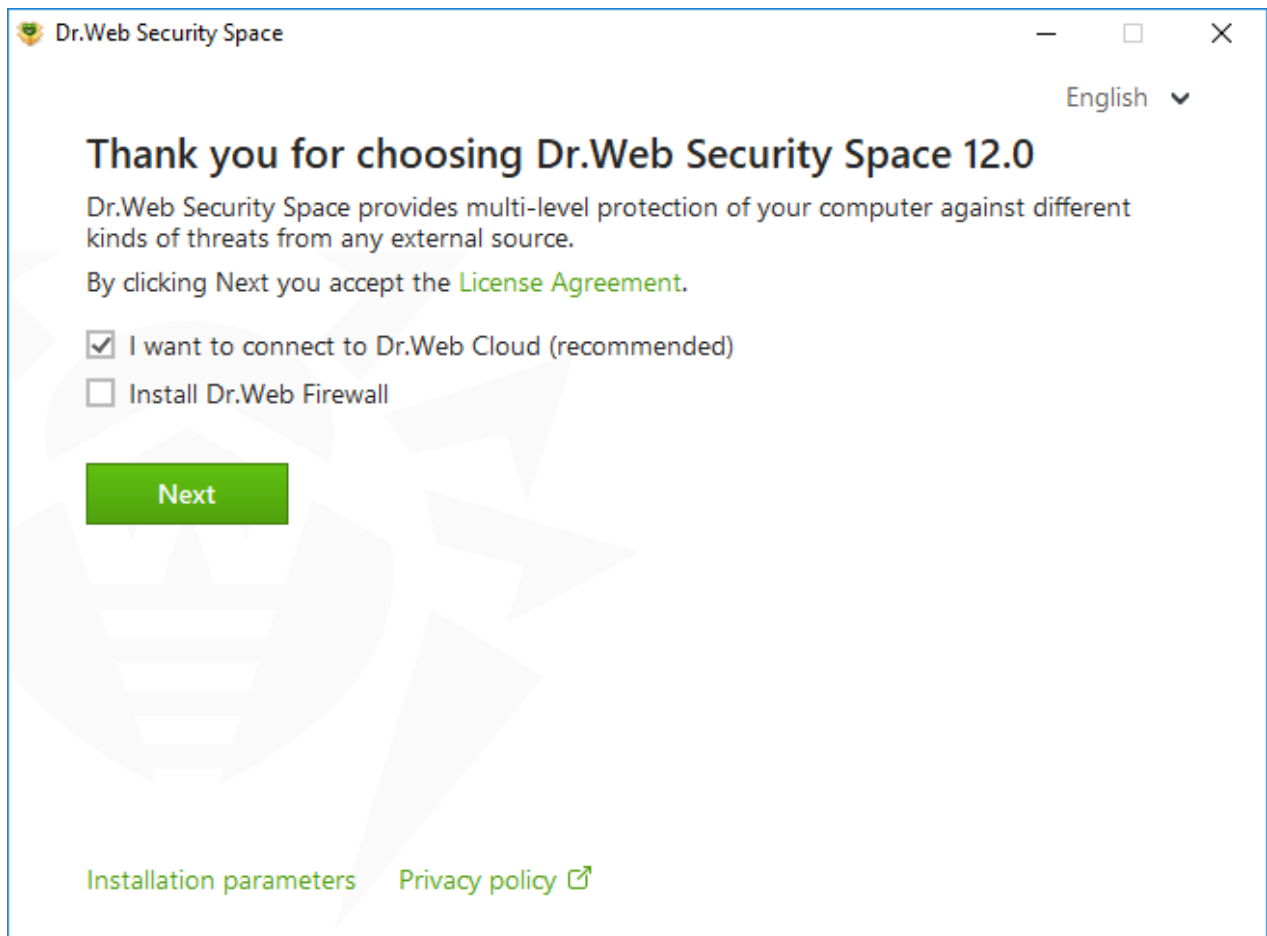 Dr.Web Security Space
English
Thank you for choosing Dr.Web Security Space 12.0
Dr.Web Security Space provides multi-level protection of your computer against different
kinds of threats from any external source.
By clicking Next you accept the License Agreement.
I want to connect to Dr.Web Cloud (recommended)
Install Dr.Web Firewall
Next
Installation parameters Privacy policy